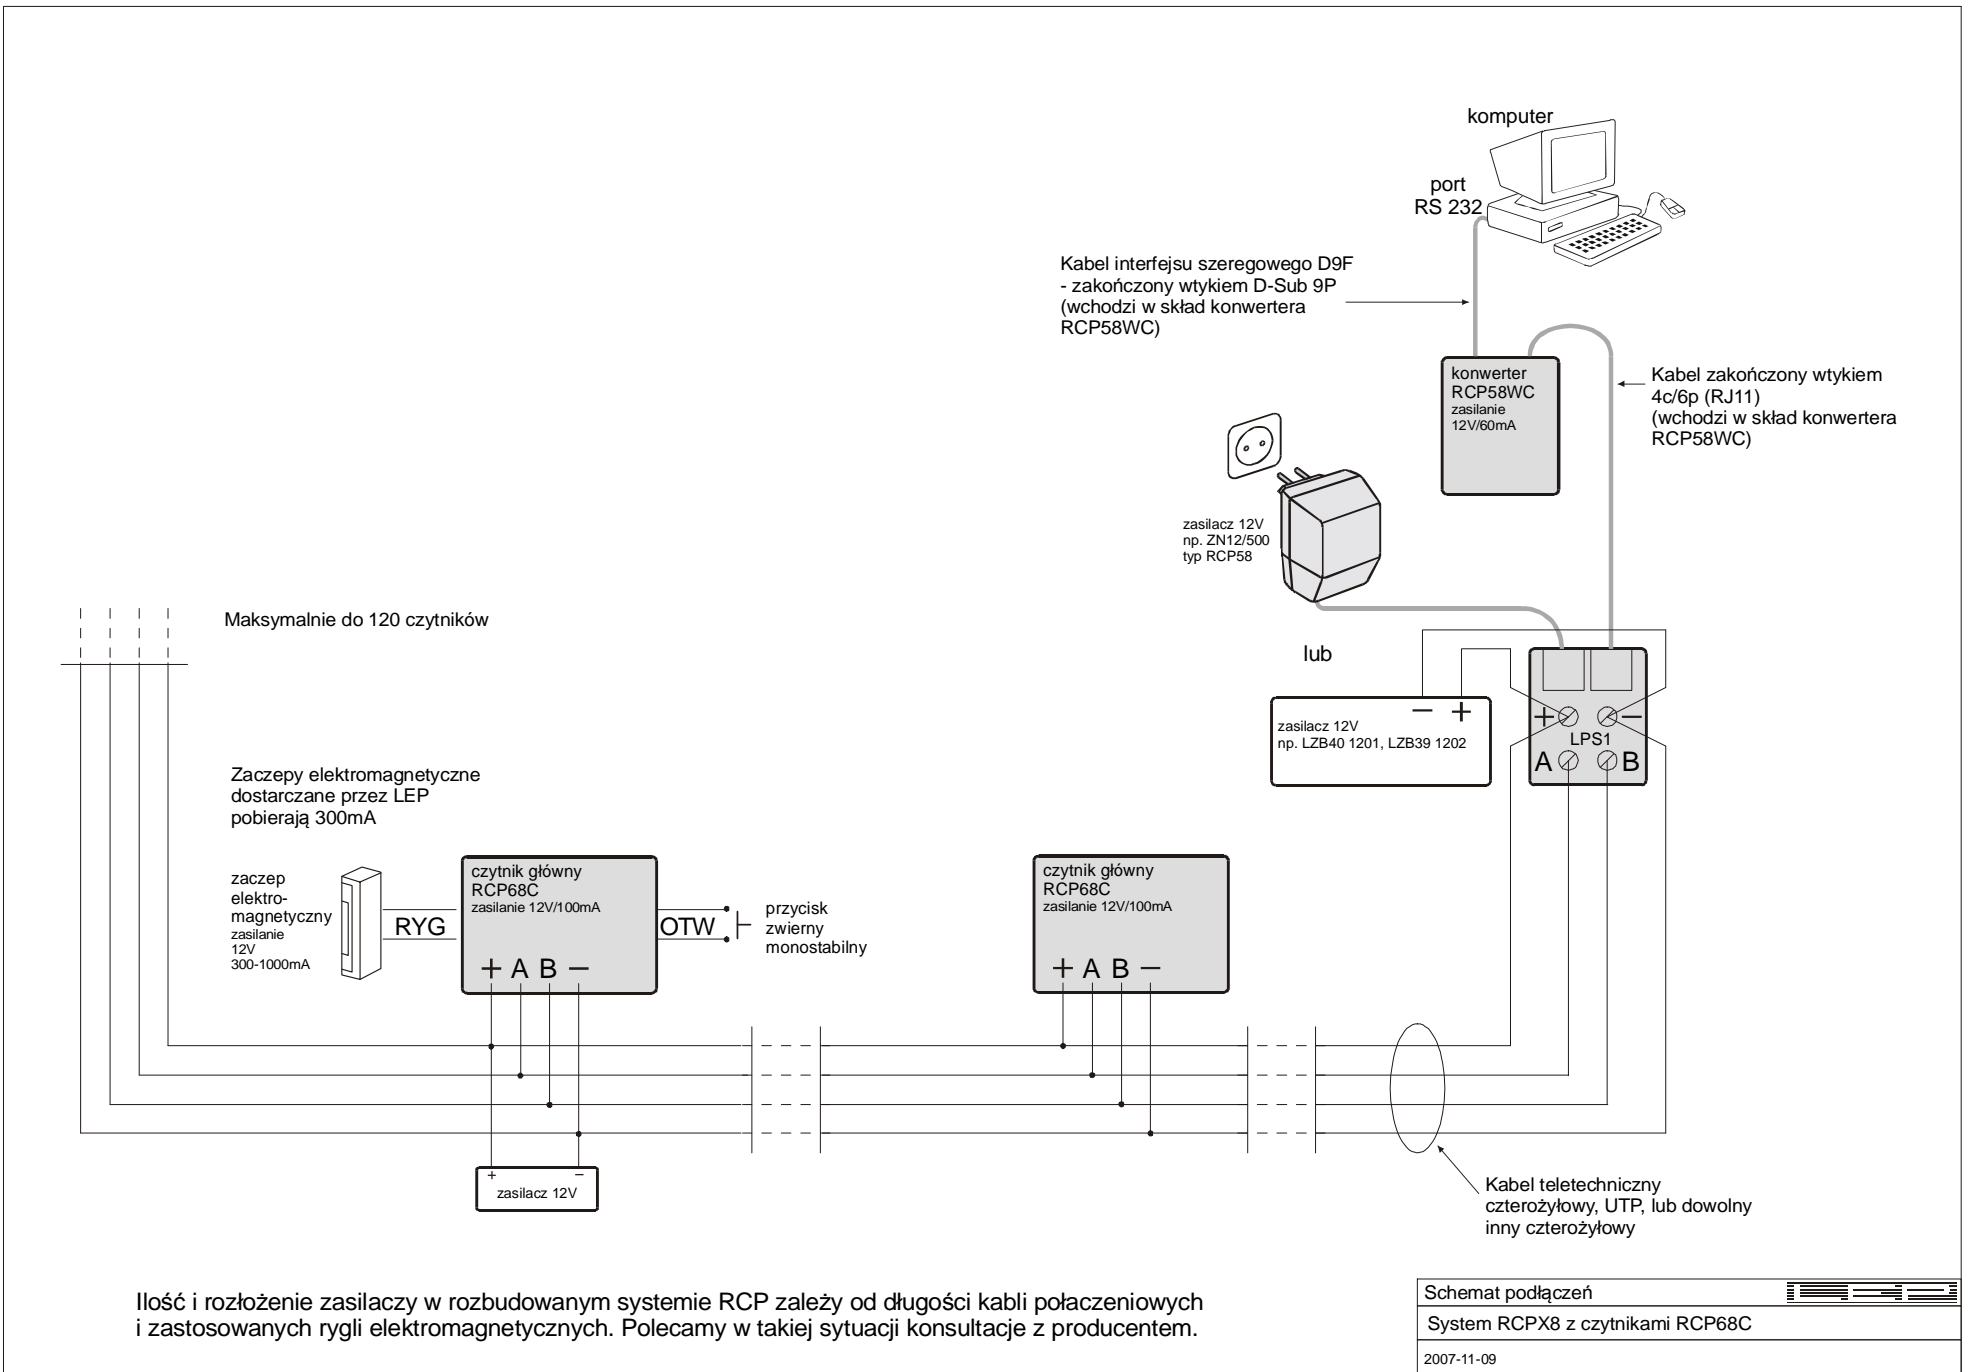 komputer
port
RS 232
Kabel interfejsu szeregowego D9F
- zakończony wtykiem D-Sub 9P
(wchodzi w skład konwertera
RCP58WC)
konwerter
RCP58WC
zasilanie
12V/60mA
Kabel zakończony wtykiem
4c/6p (RJ11)
(wchodzi w skład konwertera
RCP58WC)
zasilacz 12V
np. ZN12/500
typ RCP58
Maksymalnie do 120 czytników
lub
− +
zasilacz 12V
np. LZB40 1201, LZB39 1202
+ −
LPS1
A B
Zaczepy elektromagnetyczne
dostarczane przez LEP
pobierają 300mA
zaczep
elektro-
magnetyczny
zasilanie
12V
300-1000mA
RYG
czytnik główny
RCP68C
zasilanie 12V/100mA
+ A B −
OTW
przycisk
zwierny
monostabilny
czytnik główny
RCP68C
zasilanie 12V/100mA
+ A B −
+ −
zasilacz 12V
Kabel teletechniczny
czterożyłowy, UTP, lub dowolny
inny czterożyłowy
Ilość i rozłożenie zasilaczy w rozbudowanym systemie RCP zależy od długości kabli połaczeniowych
i zastosowanych rygli elektromagnetycznych. Polecamy w takiej sytuacji konsultacje z producentem.
Schemat podłączeń
System RCPX8 z czytnikami RCP68C
2007-11-09